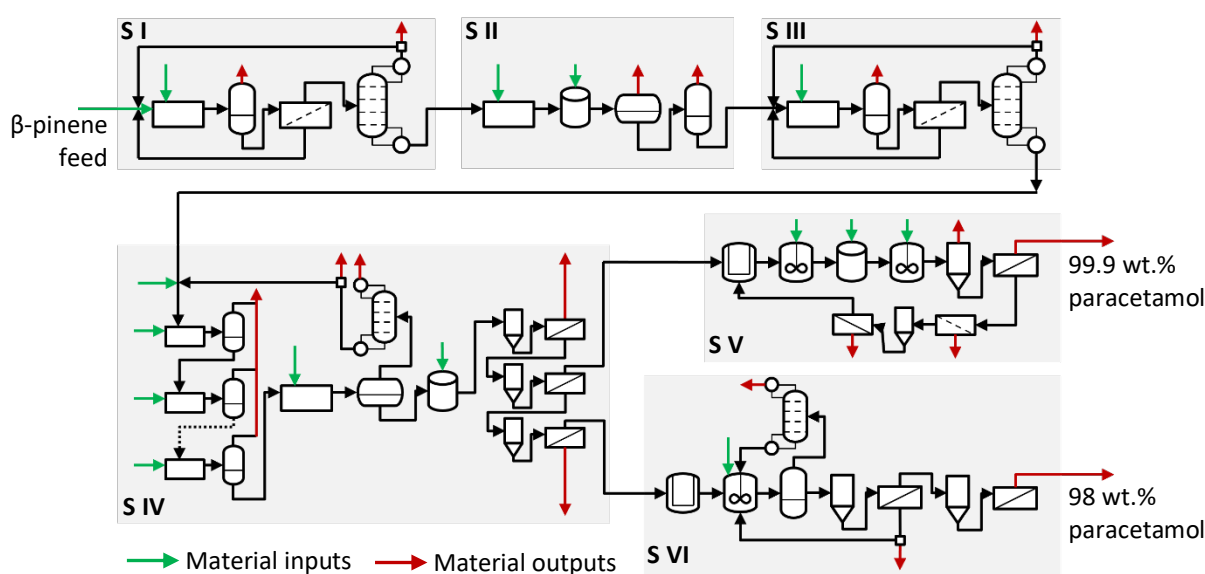 S I
S II
S III
β-pinene
feed
S IV
S V
99.9 wt.%
paracetamol
S VI
98 wt.%
paracetamol
Material inputs
Material outputs